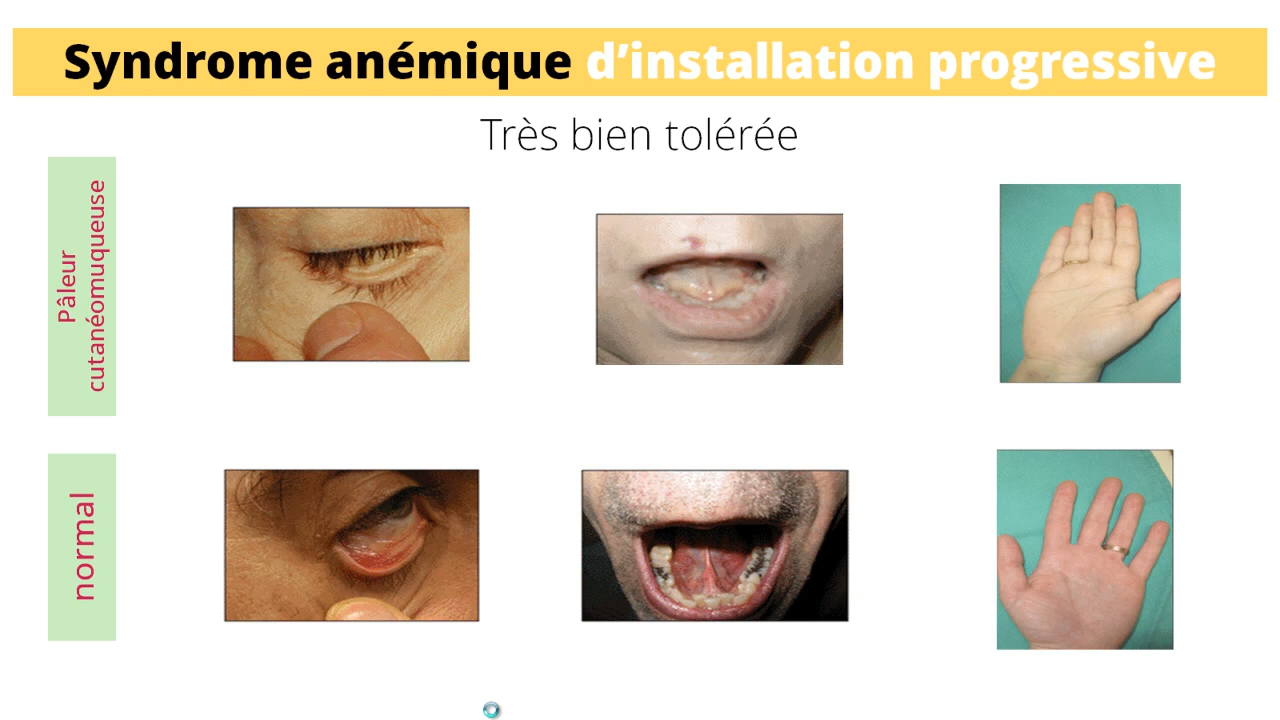 Syndrome anémique d’installation progressive
Très bien tolérée
Pâleur
cutanéomuqueuse
normal